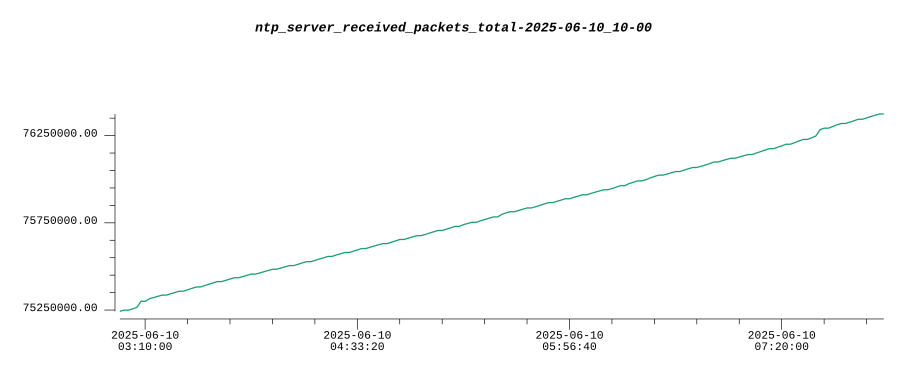 ntp_server_received_packets_total-2025-06-10_10-00
76250000.00
75750000.00
75250000.00
2025-06-10 2025-06-10 2025-06-10 2025-06-10
03:10:00 04:33:20 05:56:40 07:20:00